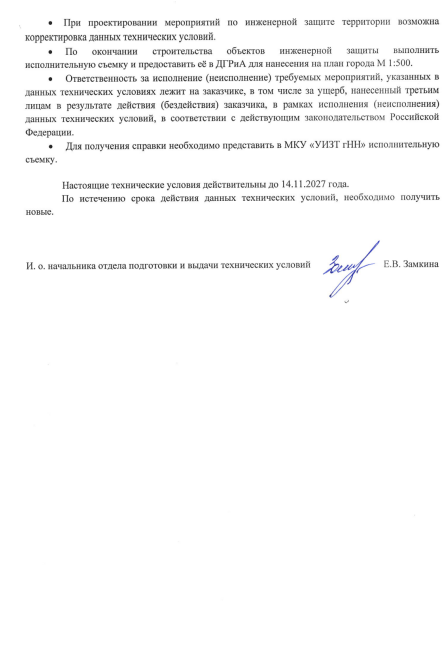 • При проектировании мероприятий по инженерной защите территории возможна
корректировка данных технических условий.
• По окончании строительства объектов инженерной защиты выполнить
исполнительную съемку и предоставить её в ДГРиА для нанесения на план города М 1:500.
• Ответственность за исполнение (неисполнение) требуемых мероприятий, указанных в
данных технических условиях лежит на заказчике, в том числе за ущерб, нанесенный третьим
лицам в результате действия (бездействия) заказчика, в рамках исполнения (неисполнения)
данных технических условий, в соответствии с действующим законодательством Российской
Федерации.
• Для получения справки необходимо представить в МКУ «УИЗТ гНН» исполнительную
съемку.
Настоящие технические условия действительны до 14.11.2027 года.
По истечению срока действия данных технических условий, необходимо получить
новые.
И. о. начальника отдела подготовки и выдачи технических условий Е.В. Замкина